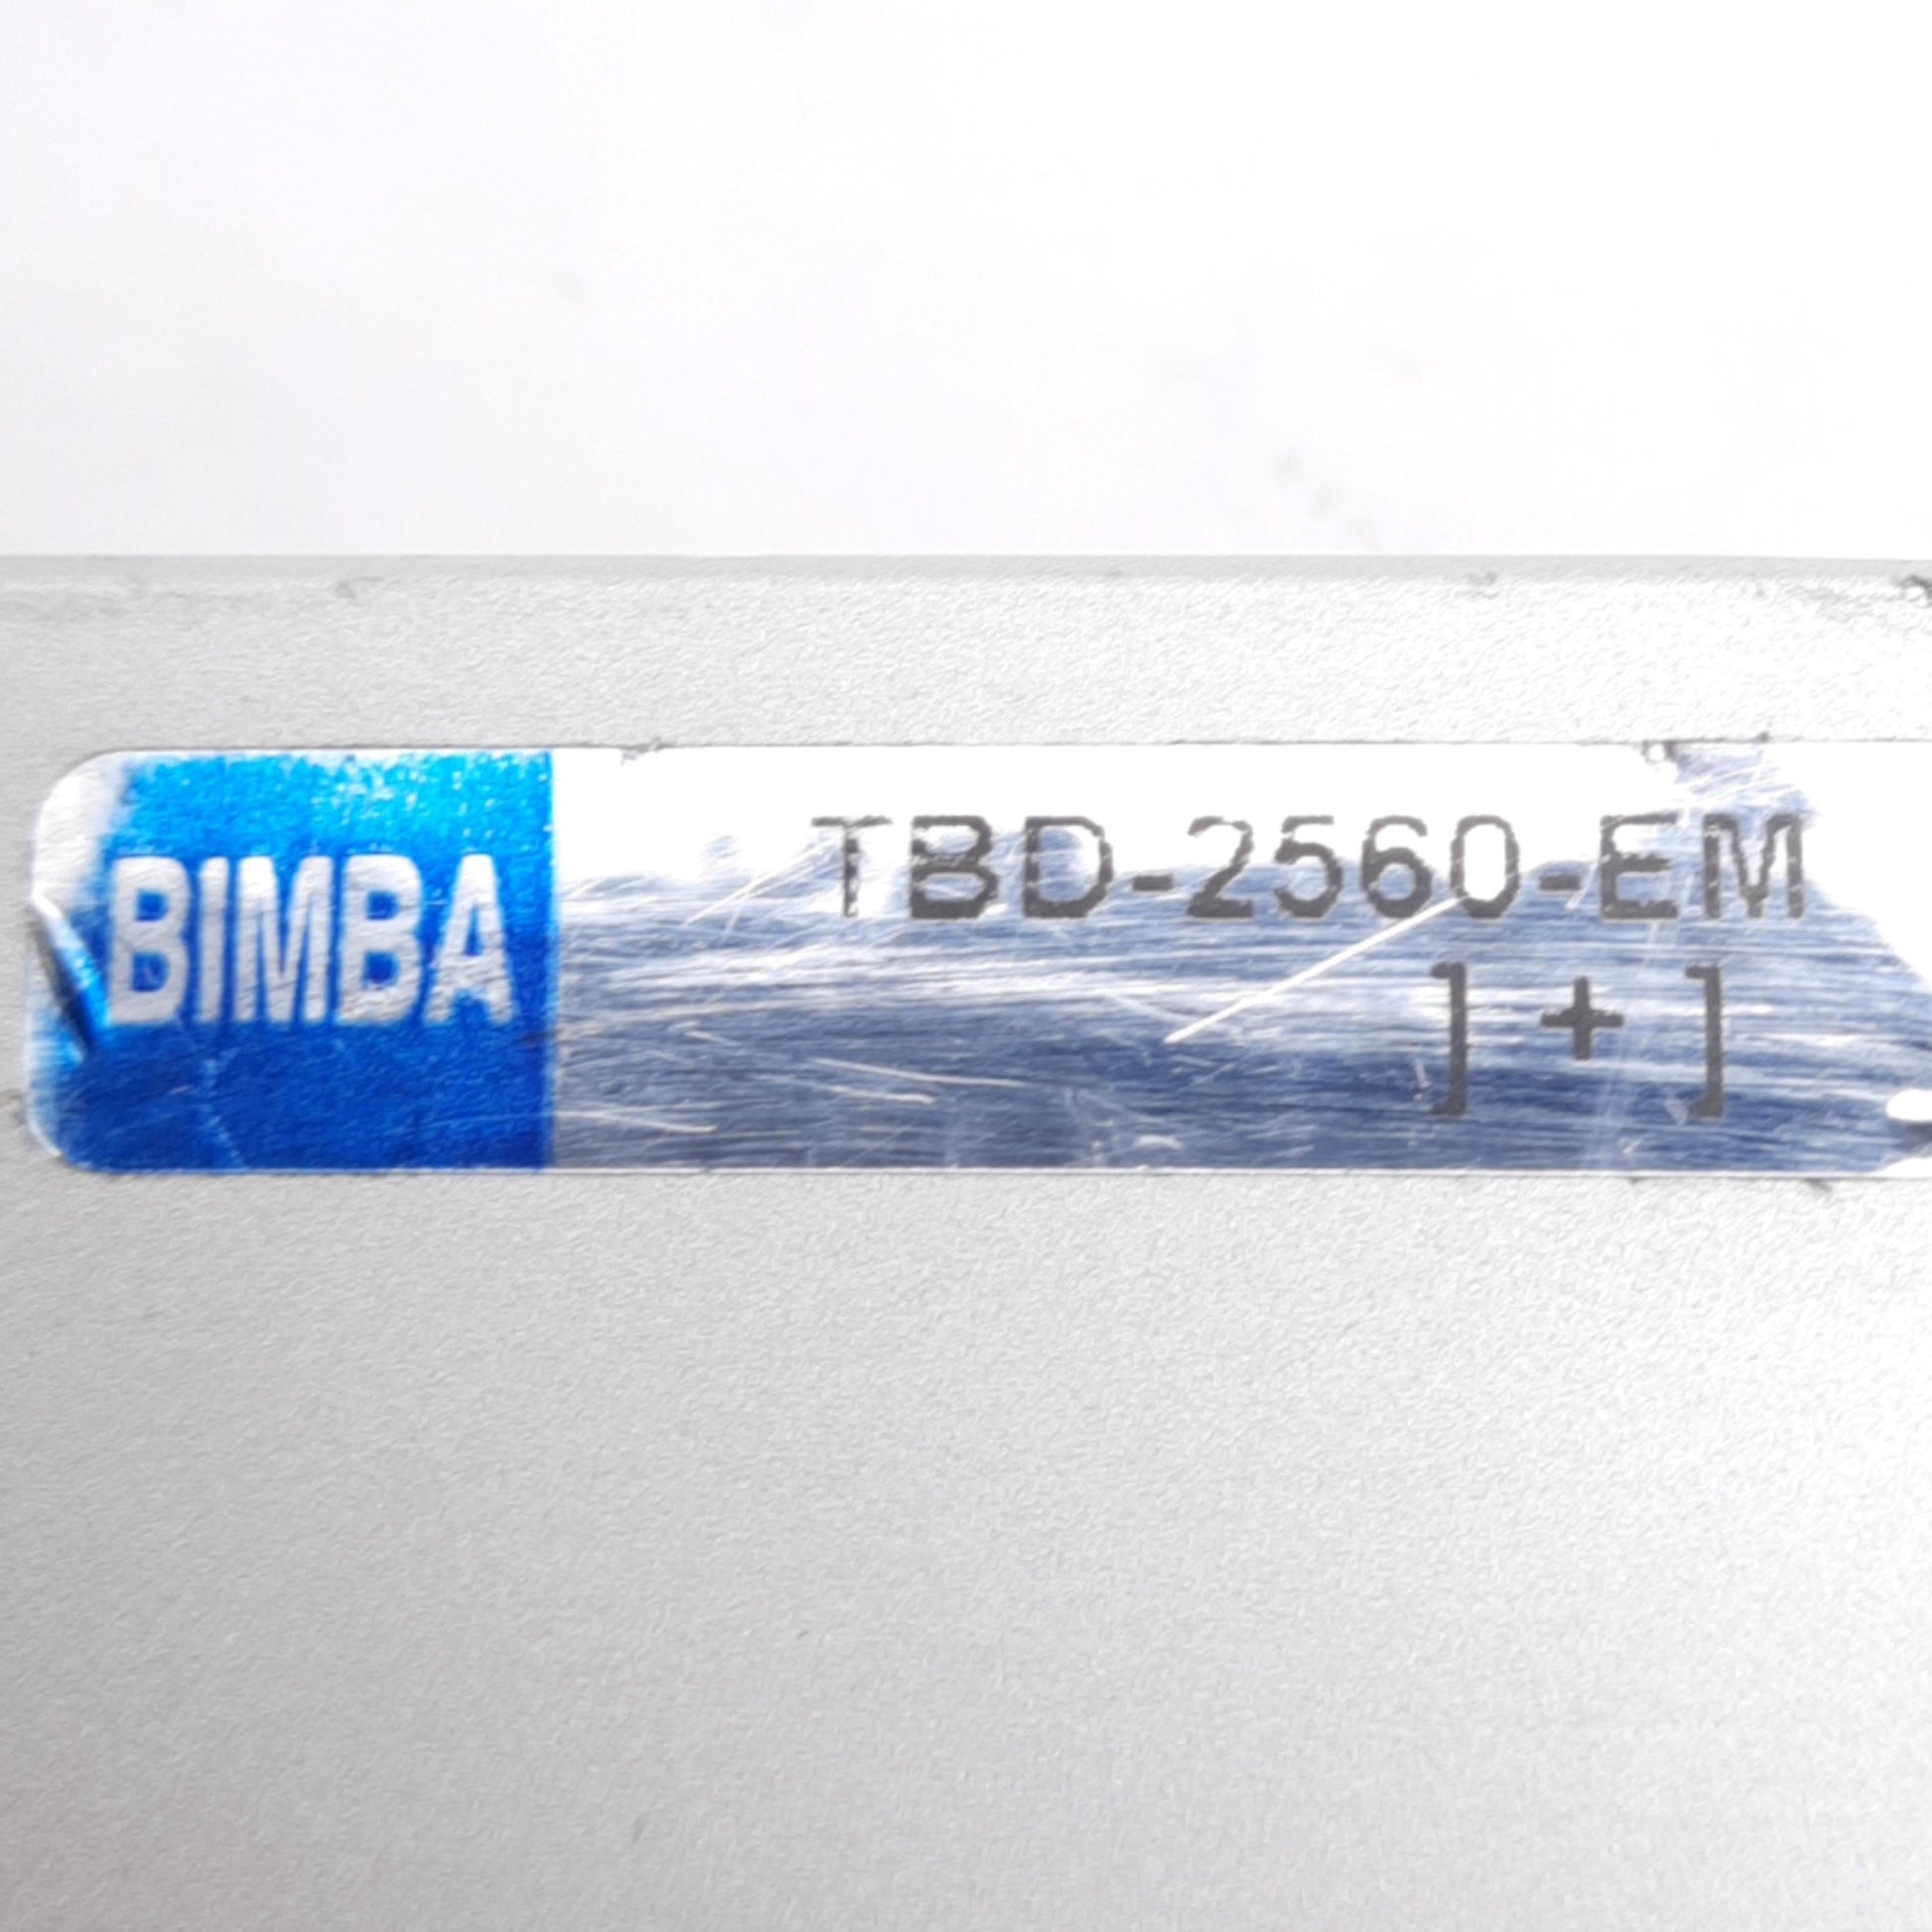 BIMBA
TBD-2560-EM
] + ]